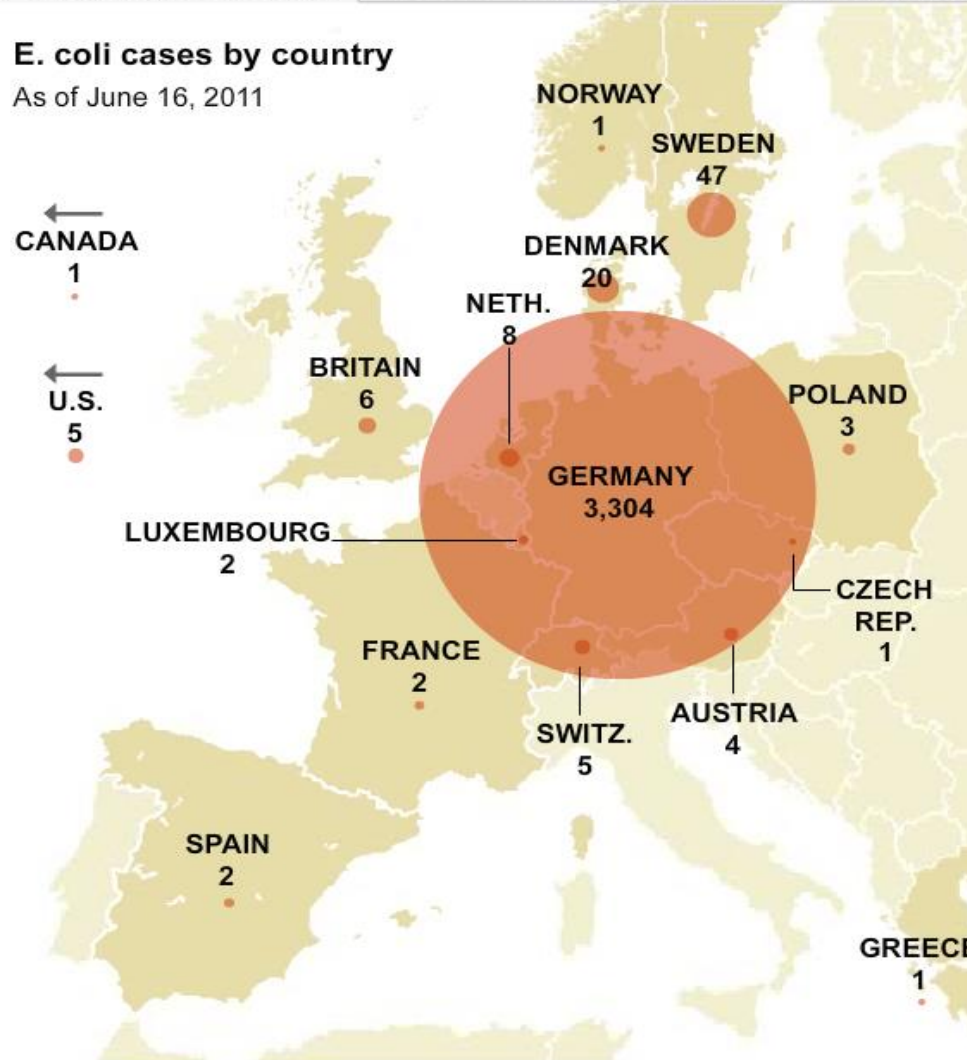 E. coli cases by country
As of June 16, 2011
NORWAY
1
SWEDEN
47
CANADA
1
DENMARK
20
NETH.
8
BRITAIN
6
U.S.
5
POLAND
3
GERMANY
3,304
LUXEMBOURG
2
CZECH
REP.
1
FRANCE
2
AUSTRIA
4
SWITZ.
5
SPAIN
2
GREECE
1